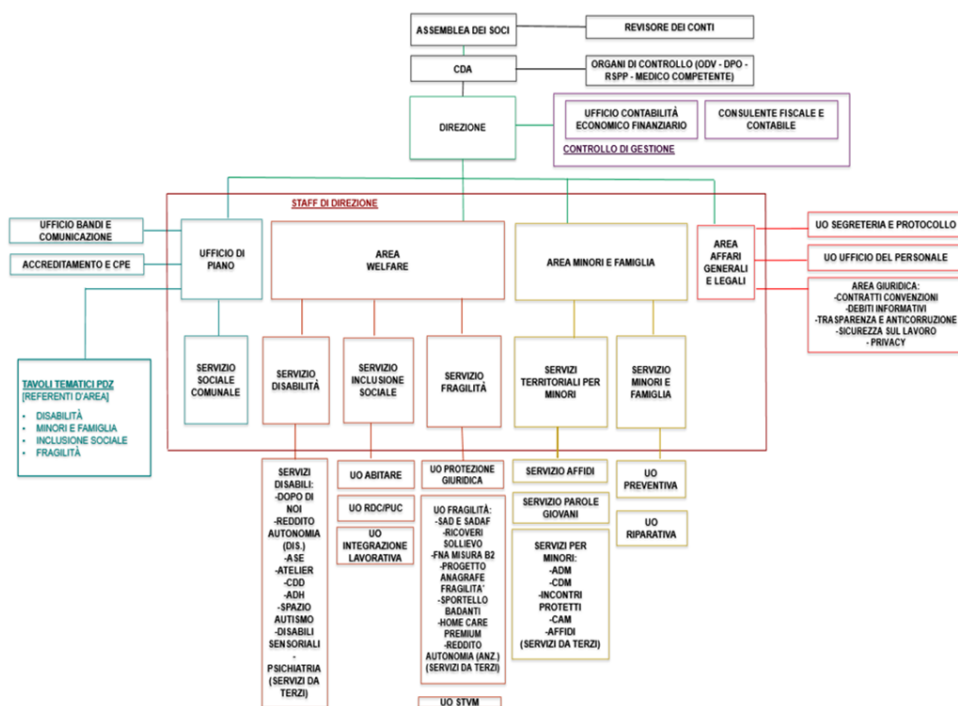 ASSEMBLEA DEI SOCI
REVISORE DEI CONTI
CDA
ORGANI DI CONTROLLO (ODV - DPO -
RSPP - MEDICO COMPETENTE)
DIREZIONE
UFFICIO CONTABILITÀ
ECONOMICO FINANZIARIO
CONSULENTE FISCALE E
CONTABILE
CONTROLLO DI GESTIONE
STAFF DI DIREZIONE
UFFICIO BANDI E
COMUNICAZIONE
ACCREDITAMENTO E CPE
UFFICIO DI
PIANO
AREA
WELFARE
AREA MINORI E FAMIGLIA
AREA
AFFARI
GENERALI
E LEGALI
UO SEGRETERIA E PROTOCOLLO
UO UFFICIO DEL PERSONALE
AREA GIURIDICA:
-CONTRATTI CONVENZIONI
-DEBITI INFORMATIVI
-TRASPARENZA E ANTICORRUZIONE
-SICUREZZA SUL LAVORO
- PRIVACY
TAVOLI TEMATICI PDZ
[REFERENTI D'AREA]
• DISABILITÀ
• MINORI E FAMIGLIA
• INCLUSIONE SOCIALE
• FRAGILITÀ
SERVIZIO
SOCIALE
COMUNALE
SERVIZIO
DISABILITÀ
SERVIZIO
INCLUSIONE
SOCIALE
SERVIZIO
FRAGILITÀ
SERVIZI
TERRITORIALI PER
MINORI
SERVIZIO
MINORI E
FAMIGLIA
SERVIZI
DISABILI:
-DOPO DI
NOI
-REDDITO
AUTONOMIA
(DIS.)
-ASE
-ATELIER
-CDD
-ADH
-SPAZIO
AUTISMO
-DISABILI
SENSORIALI
-
PSICHIATRIA
(SERVIZI DA
TERZI)
UO ABITARE
UO RDC/PUC
UO
INTEGRAZIONE
LAVORATIVA
UO PROTEZIONE
GIURIDICA
UO FRAGILITÀ:
-SAD E SADAF
-RICOVERI
SOLLIEVO
-FNA MISURA B2
-PROGETTO
ANAGRAFE
FRAGILITA'
-SPORTELLO
BADANTI
-HOME CARE
PREMIUM
-REDDITO
AUTONOMIA (ANZ.)
(SERVIZI DA TERZI)
UO STVM
SERVIZIO AFFIDI
SERVIZIO PAROLE
GIOVANI
SERVIZI PER
MINORI:
-ADM
-CDM
-INCONTRI
PROTETTI
-CAM
-AFFIDI
(SERVIZI DA TERZI)
UO
PREVENTIVA
UO
RIPARATIVA